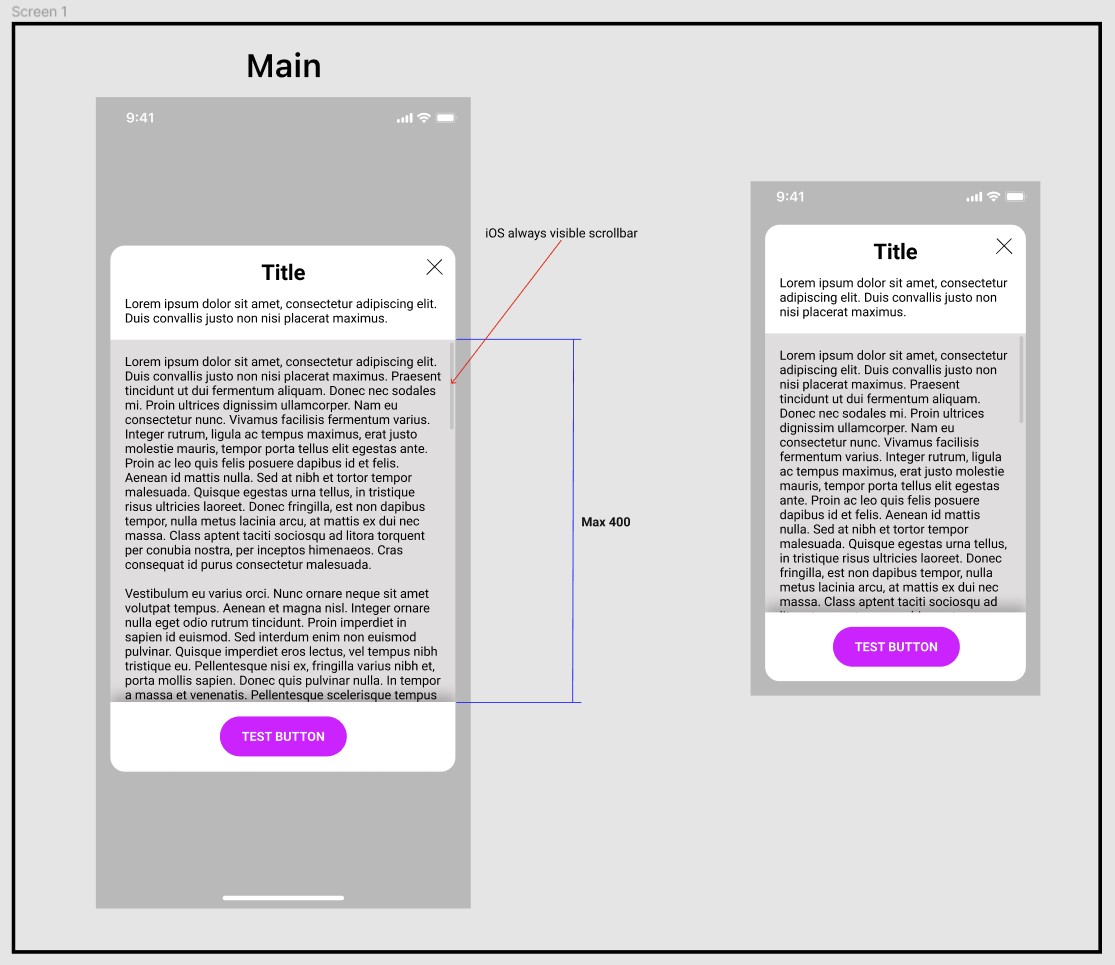 Screen 1
Main
9:41
Title
Lorem ipsum dolor sit amet, consectetur adipiscing elit.
Duis convallis justo non nisi placerat maximus.
Lorem ipsum dolor sit amet, consectetur adipiscing elit.
Duis convallis justo non nisi placerat maximus. Praesent
tincidunt ut dui fermentum aliquam. Donec nec sodales
mi. Proin ultrices dignissim ullamcorper. Nam eu
consectetur nunc. Vivamus facilisis fermentum varius.
Integer rutrum, ligula ac tempus maximus, erat justo
molestie mauris, tempor porta tellus elit egestas ante.
Proin ac leo quis felis posuere dapibus id et felis.
Aenean id mattis nulla. Sed at nibh et tortor tempor
malesuada. Quisque egestas urna tellus, in tristique
risus ultricies laoreet. Donec fringilla, est non dapibus
tempor, nulla metus lacinia arcu, at mattis ex dui nec
massa. Class aptent taciti sociosqu ad litora torquent
per conubia nostra, per inceptos himenaeos. Cras
consequat id purus consectetur malesuada.
Vestibulum eu varius orci. Nunc ornare neque sit amet
volutpat tempus. Aenean et magna nisl. Integer ornare
nulla eget odio rutrum tincidunt. Proin imperdiet in
sapien id euismod. Sed interdum enim non euismod
pulvinar. Quisque imperdiet eros lectus, vel tempus nibh
tristique eu. Pellentesque nisi ex, fringilla varius nibh et,
porta mollis sapien. Donec quis pulvinar nulla. In tempor
a massa et venenatis. Pellentesque scelerisque tempus
TEST BUTTON
iOS always visible scrollbar
Max 400
9:41
Title
Lorem ipsum dolor sit amet, consectetur
adipiscing elit. Duis convallis justo non
nisi placerat maximus.
Lorem ipsum dolor sit amet, consectetur
adipiscing elit. Duis convallis justo non
nisi placerat maximus. Praesent
tincidunt ut dui fermentum aliquam.
Donec nec sodales mi. Proin ultrices
dignissim ullamcorper. Nam eu
consectetur nunc. Vivamus facilisis
fermentum varius. Integer rutrum, ligula
ac tempus maximus, erat justo molestie
mauris, tempor porta tellus elit egestas
ante. Proin ac leo quis felis posuere
dapibus id et felis. Aenean id mattis
nulla. Sed at nibh et tortor tempor
malesuada. Quisque egestas urna tellus,
in tristique risus ultricies laoreet. Donec
fringilla, est non dapibus tempor, nulla
metus lacinia arcu, at mattis ex dui nec
massa. Class aptent taciti sociosqu ad
TEST BUTTON